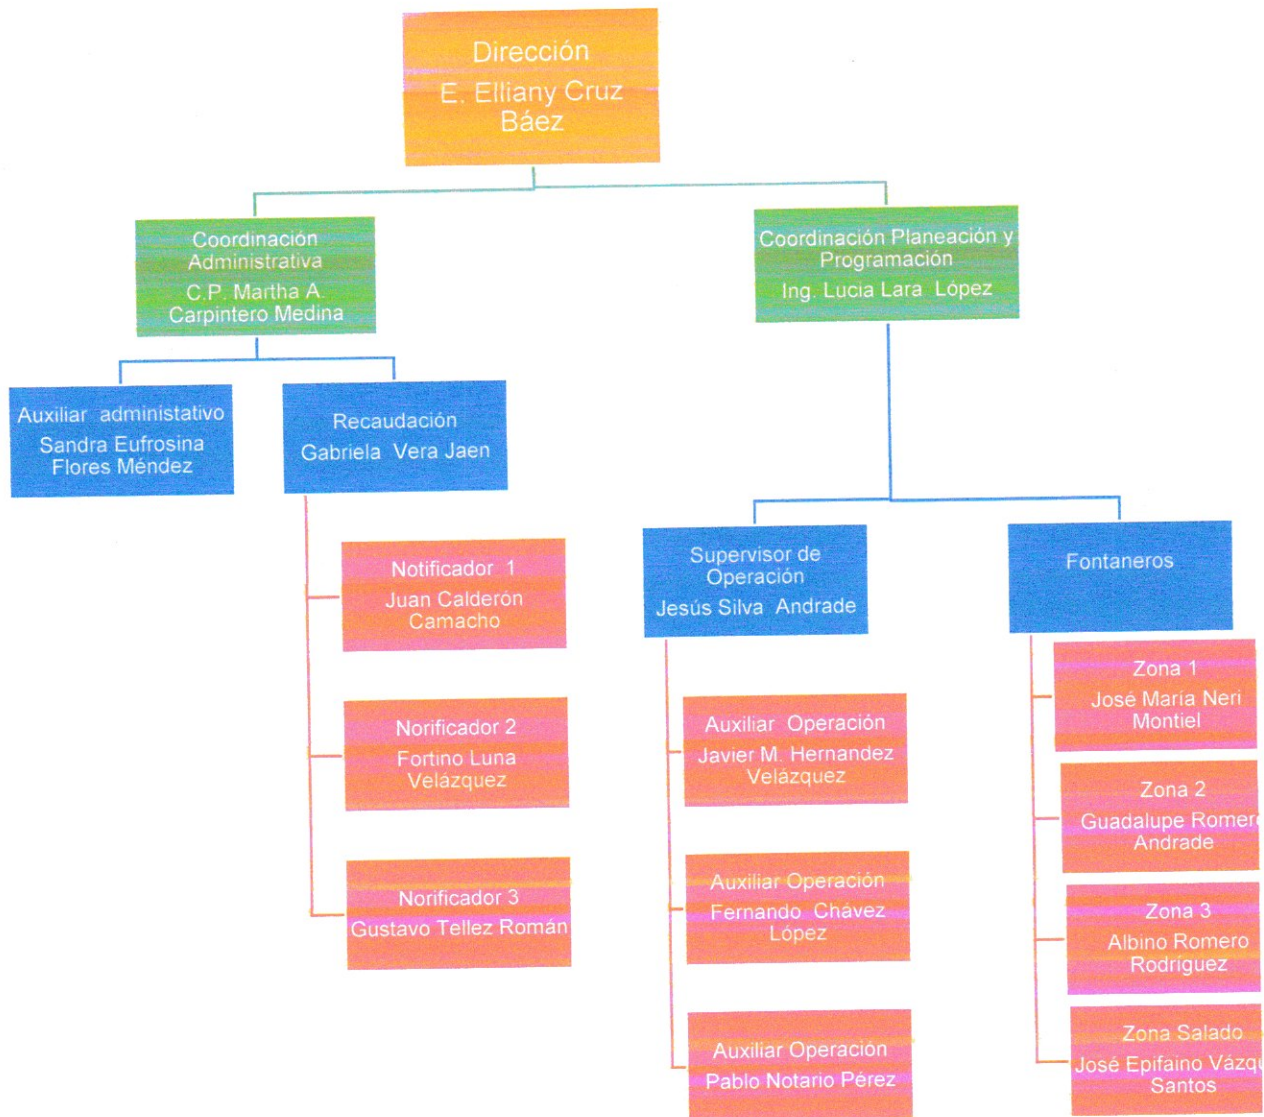 Dirección
E. Elliany Cruz
Báez
Coordinación
Administrativa
C.P. Martha A.
Carpintero Medina
Coordinación Planeación y
Programación
Ing. Lucia Lara López
Auxiliar administativo
Sandra Eufrosina
Flores Méndez
Recaudación
Gabriela Vera Jaen
Notificador 1
Juan Calderón
Camacho
Norificador 2
Fortino Luna
Velázquez
Norificador 3
Gustavo Tellez Román
Supervisor de
Operación
Jesús Silva Andrade
Auxiliar Operación
Javier M. Hernandez
Velázquez
Auxiliar Operación
Fernando Chávez
López
Auxiliar Operación
Pablo Notario Pérez
Fontaneros
Zona 1
José María Neri
Montiel
Zona 2
Guadalupe Romero
Andrade
Zona 3
Albino Romero
Rodríguez
Zona Salado
José Epifaino Vázqu
Santos